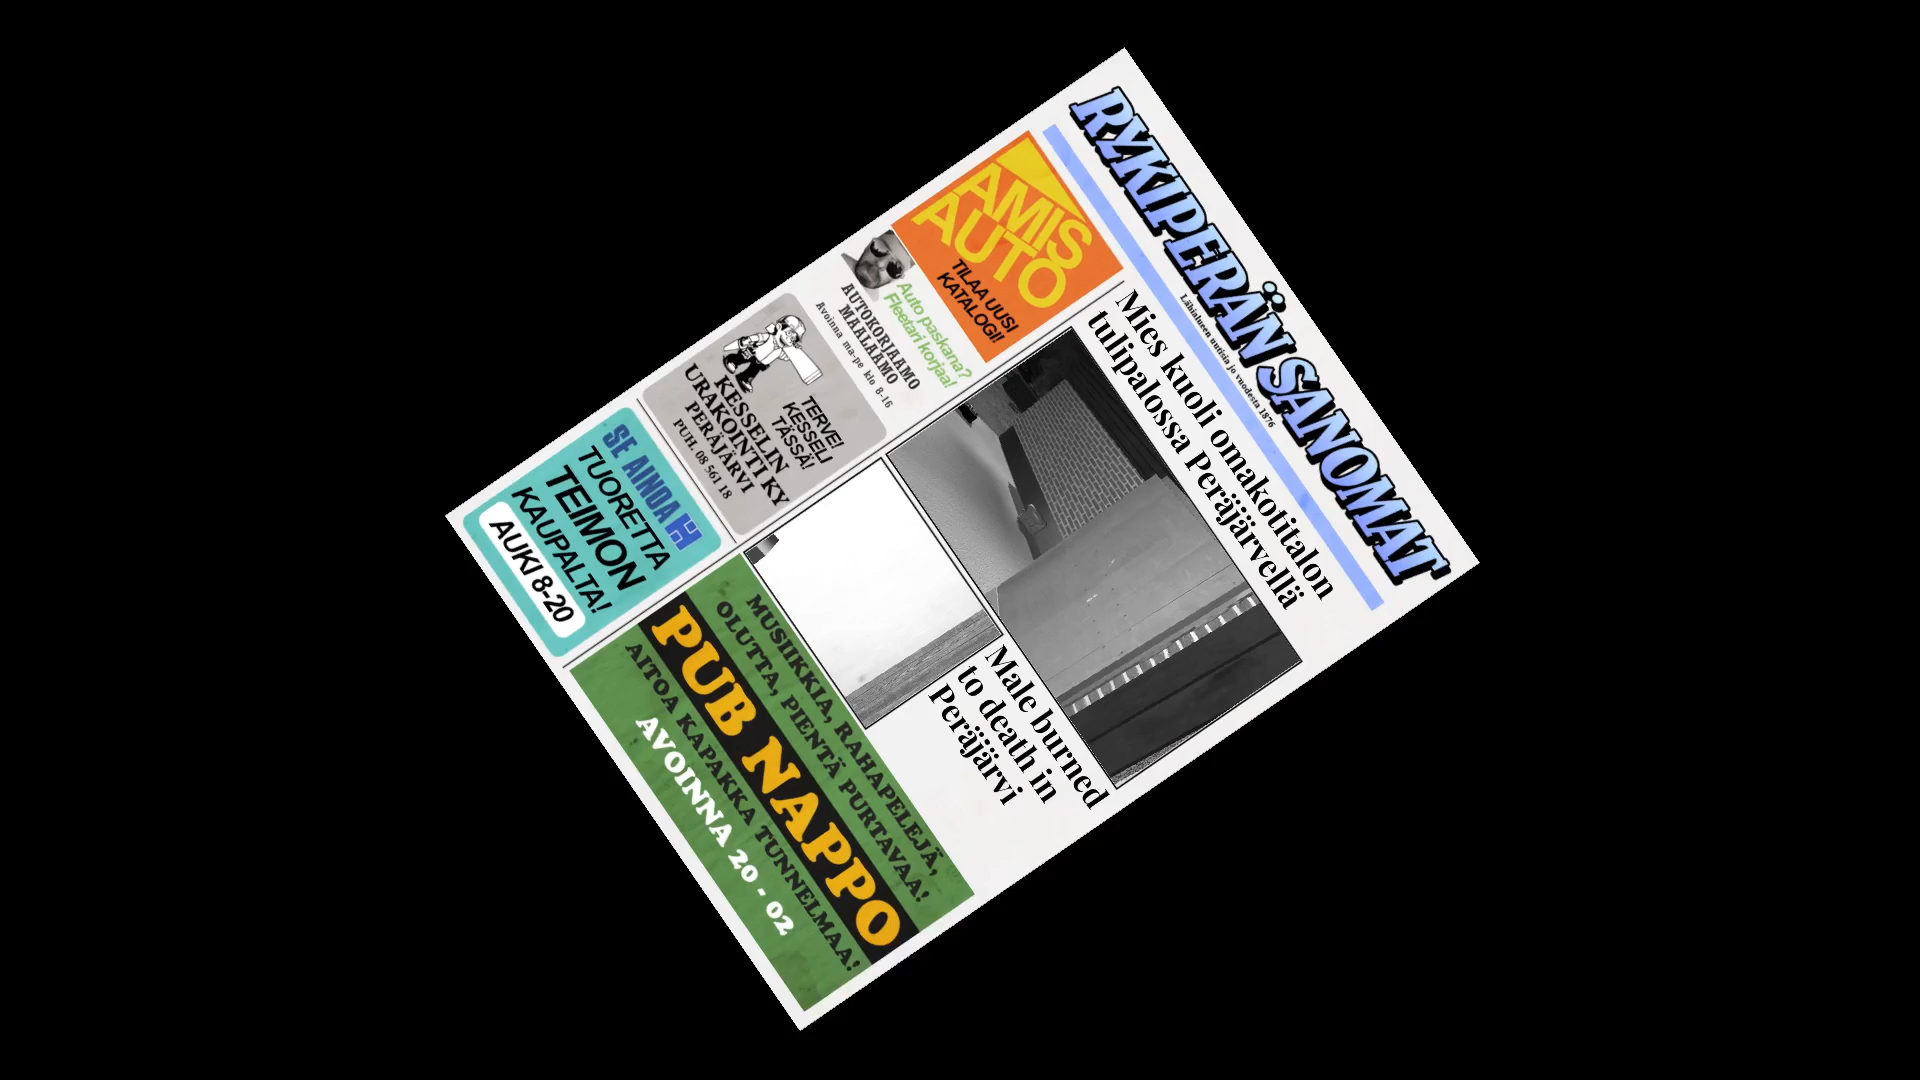 RYKIPERÄN SANOMAT
Lähialueen uutisia jo vuodesta 1876
AMIS
AUTO
TILAA UUSI
KATALOGI!
Auto paskana?
Fleetari korjaa!
AUTOKORJAAMO
MAALAAMO
Avoinna ma-pe klo 8-16
TERVE!
KESSELI
TÄSSÄ!
KESSELIN
URAKOINTI KY
PERÄJÄRVI
PUH. 08 561 18
SE AINOA H
TUORETTA
TEIMON
KAUPALTA!
AUKI 8-20
Mies kuoli omakotitalon
tulipalossa Peräjärvellä
Male burned
to death in
Peräjärvi
MUSIIKKIA, RAHAPELEJÄ,
OLUTTA, PIENTÄ PURTAVAA!
PUB NAPPO
AITOA KAPAKKA TUNNELMAA!
AVOINNA 20 - 02